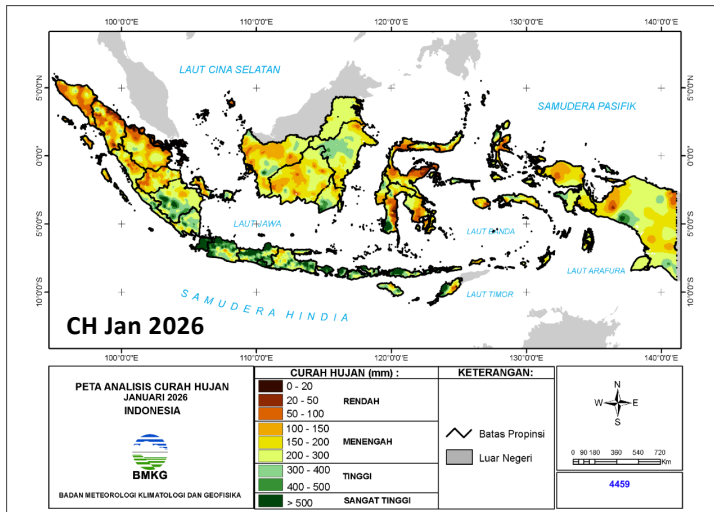 100°0'0"E 110°0'0"E 120°0'0"E 130°0'0"E 140°0'0"E
LAUT CINA SELATAN
5°0'0"N 5°0'0"N
SAMUDERA PASIFIK
0°0'0" 0°0'0"
5°0'0"S 5°0'0"S
LAUT JAWA
LAUT BANDA
LAUT ARAFURA
10°0'0"S 10°0'0"S
SAMUDERA HINDIA
LAUT TIMOR
CH Jan 2026
100°0'0"E 110°0'0"E 120°0'0"E 130°0'0"E 140°0'0"E
PETA ANALISIS CURAH HUJAN
JANUARI 2026
INDONESIA
BMKG
BADAN METEOROLOGI KLIMATOLOGI DAN GEOFISIKA
CURAH HUJAN (mm) :
0 - 20
20 - 50 RENDAH
50 - 100
100 - 150
150 - 200 MENENGAH
200 - 300
300 - 400 TINGGI
400 - 500
> 500 SANGAT TINGGI
KETERANGAN:
Batas Propinsi
Luar Negeri
N
W E
S
0 90 180 360 540 720
Km
4459